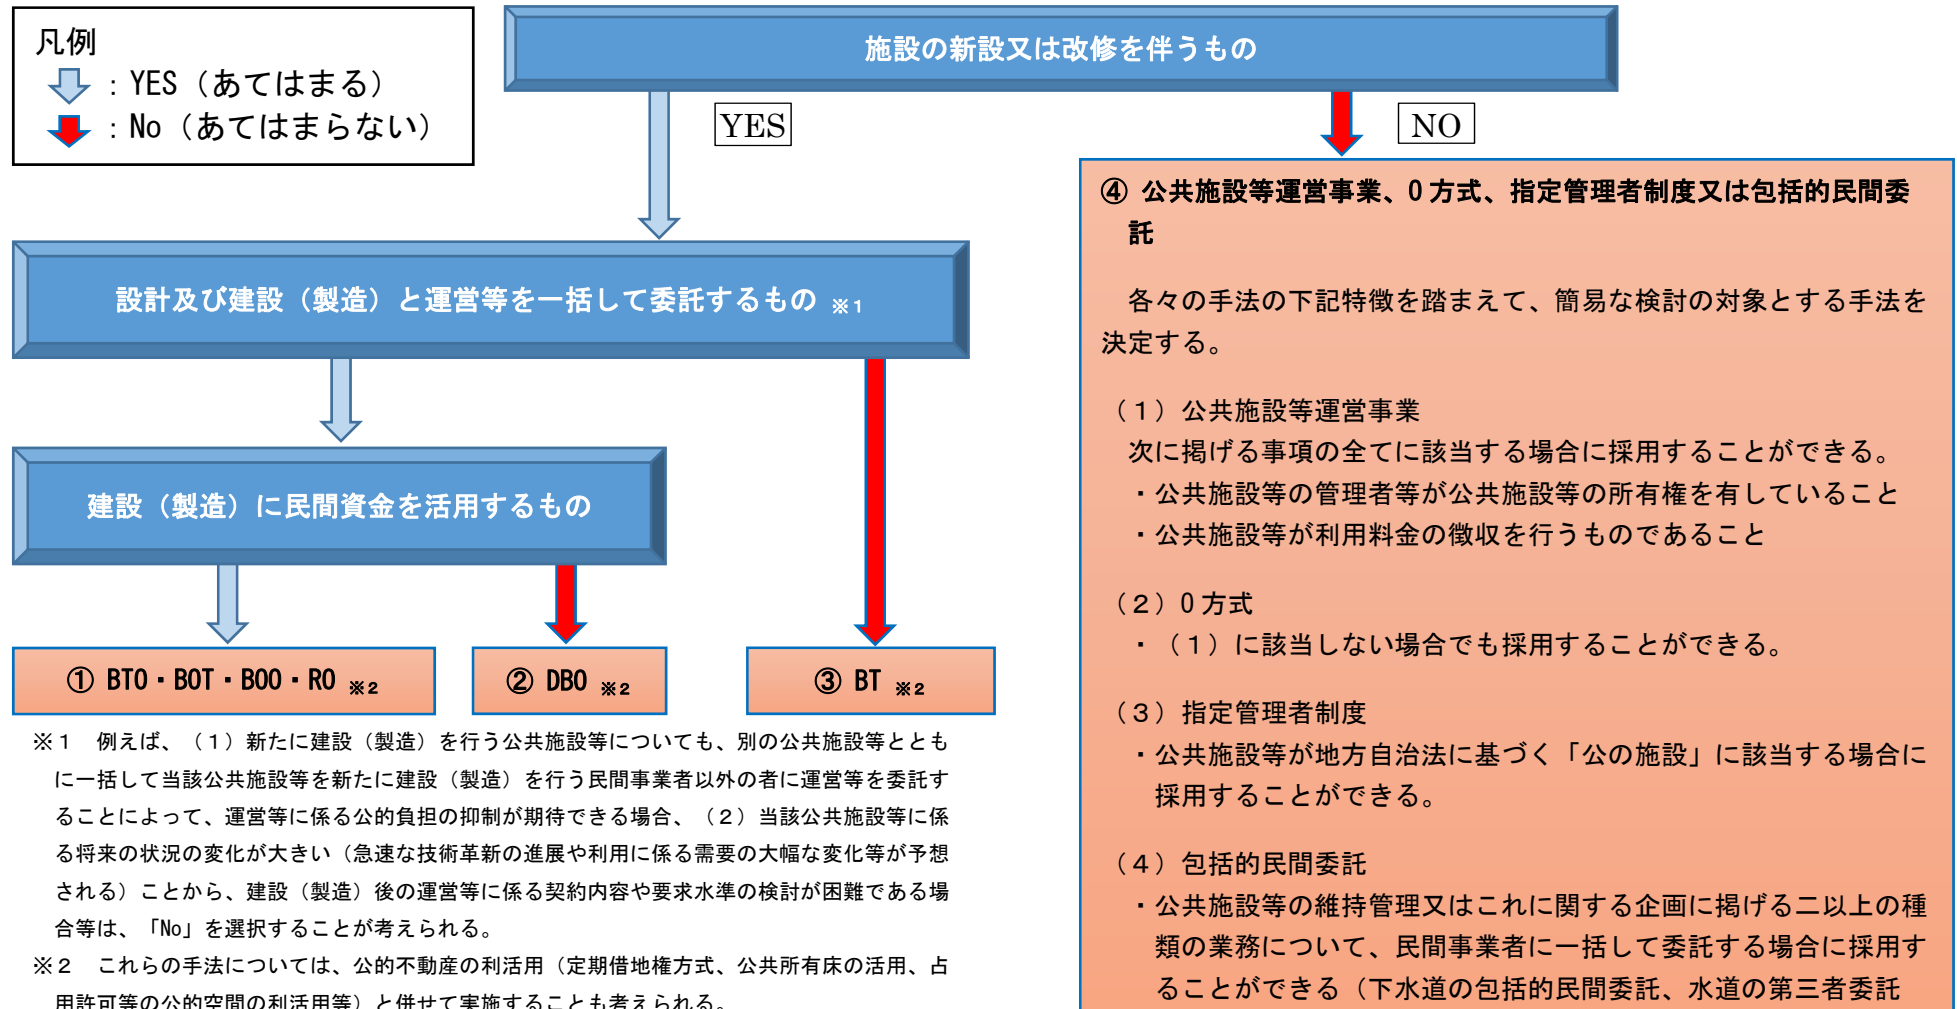 凡例
：YES（あてはまる）
：No（あてはまらない）
施設の新設又は改修を伴うもの
YES
NO
設計及び建設（製造）と運営等を一括して委託するもの ※1
建設（製造）に民間資金を活用するもの
① BTO・BOT・BOO・RO ※2
② DBO ※2
③ BT ※2
※１　例えば、（１）新たに建設（製造）を行う公共施設等についても、別の公共施設等ととも
に一括して当該公共施設等を新たに建設（製造）を行う民間事業者以外の者に運営等を委託す
ることによって、運営等に係る公的負担の抑制が期待できる場合、（２）当該公共施設等に係
る将来の状況の変化が大きい（急速な技術革新の進展や利用に係る需要の大幅な変化等が予想
される）ことから、建設（製造）後の運営等に係る契約内容や要求水準の検討が困難である場
合等は、「No」を選択することが考えられる。
※２　これらの手法については、公的不動産の利活用（定期借地権方式、公共所有床の活用、占
用許可等の公的空間の利活用等）と併せて実施することも考えられる。
④ 公共施設等運営事業、O方式、指定管理者制度又は包括的民間委
託
各々の手法の下記特徴を踏まえて、簡易な検討の対象とする手法を
決定する。
（１）公共施設等運営事業
次に掲げる事項の全てに該当する場合に採用することができる。
・公共施設等の管理者等が公共施設等の所有権を有していること
・公共施設等が利用料金の徴収を行うものであること
（２）O方式
・（１）に該当しない場合でも採用することができる。
（３）指定管理者制度
・公共施設等が地方自治法に基づく「公の施設」に該当する場合に
採用することができる。
（４）包括的民間委託
・公共施設等の維持管理又はこれに関する企画に掲げる二以上の種
類の業務について、民間事業者に一括して委託する場合に採用す
ることができる（下水道の包括的民間委託、水道の第三者委託